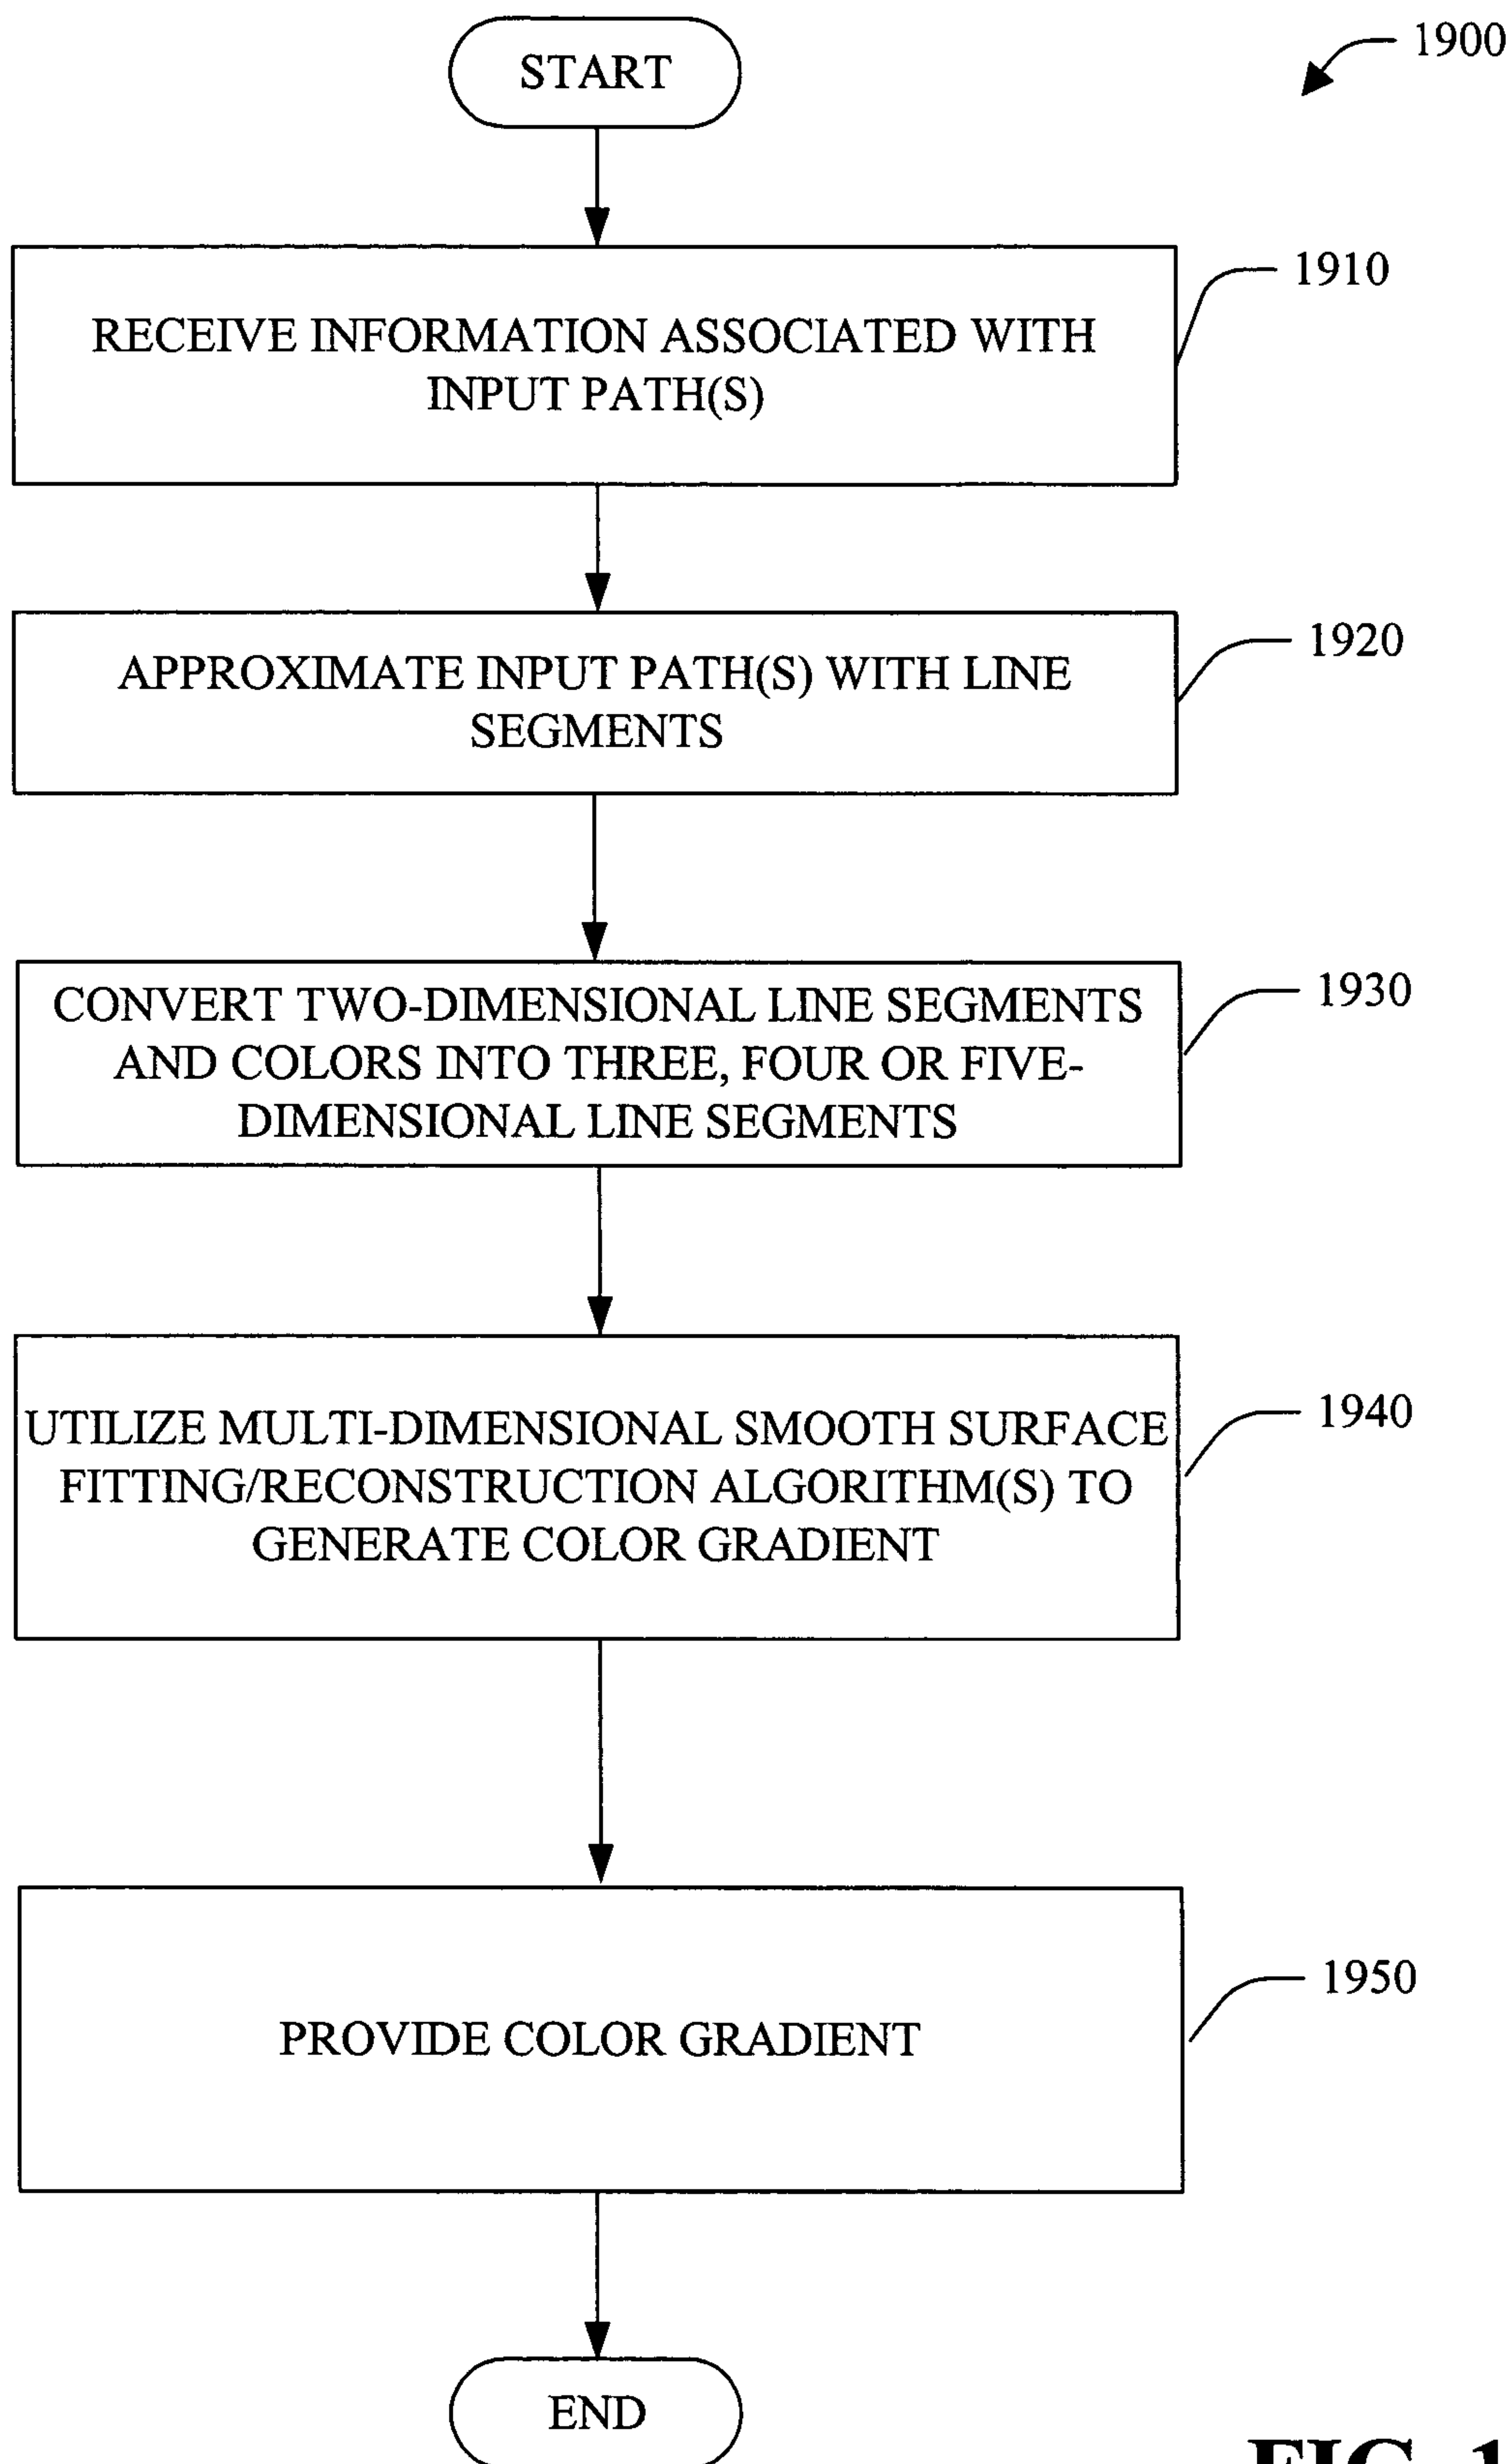 START
1900
1910
RECEIVE INFORMATION ASSOCIATED WITH
INPUT PATH(S)
1920
APPROXIMATE INPUT PATH(S) WITH LINE
SEGMENTS
1930
CONVERT TWO-DIMENSIONAL LINE SEGMENTS
AND COLORS INTO THREE, FOUR OR FIVE-
DIMENSIONAL LINE SEGMENTS
1940
UTILIZE MULTI-DIMENSIONAL SMOOTH SURFACE
FITTING/RECONSTRUCTION ALGORITHM(S) TO
GENERATE COLOR GRADIENT
1950
PROVIDE COLOR GRADIENT
END
FIG.